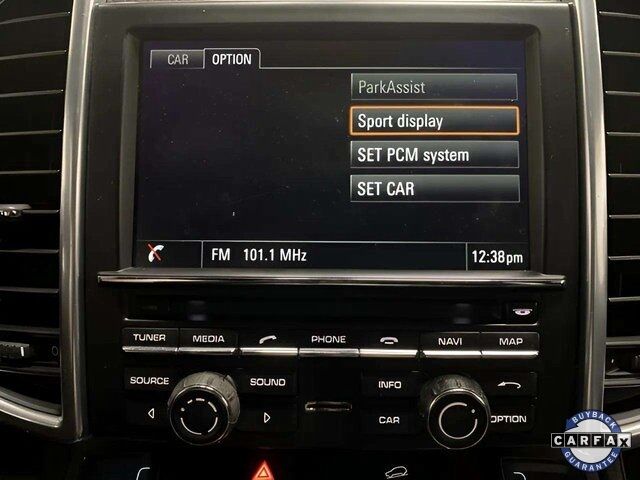 CAR OPTION
ParkAssist
Sport display
SET PCM system
SET CAR
FM 101.1 MHz 12:38pm
TUNER MEDIA PHONE NAVI MAP
SOURCE SOUND INFO
CAR OPTION
BUYBACK
CARFAX
GUARANTEE